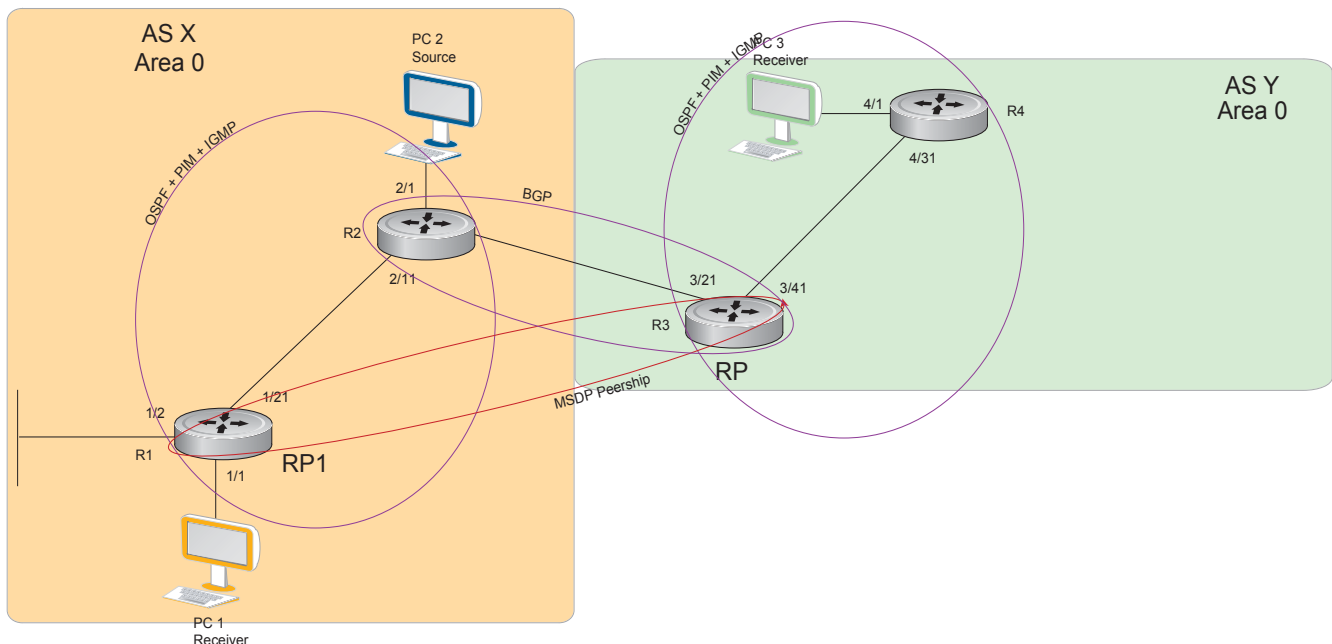 AS X
Area 0
PC 2
Source
OSPF + PIM + IGMP
2/1
R2
2/11
BGP
1/21
1/2
R1
RP1
1/1
PC 1
Receiver
MSDP Peership
OSPF + PIM + IGMP
PC 3
Receiver
4/1
R4
4/31
AS Y
Area 0
3/21
3/41
R3
RP